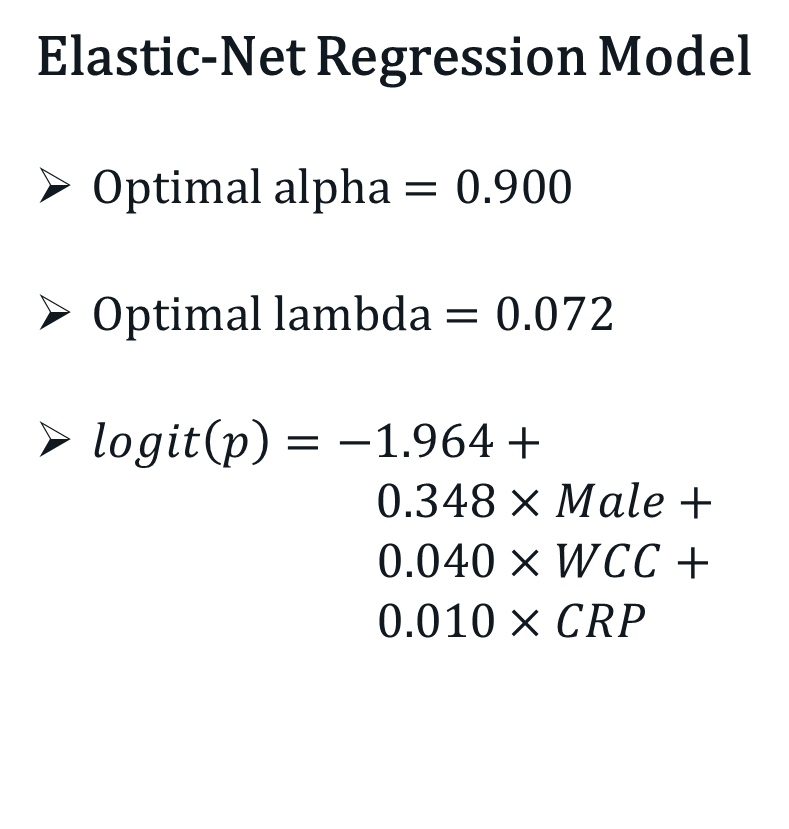 Elastic-Net Regression Model
➢ Optimal alpha = 0.900
➢ Optimal lambda = 0.072
➢ logit(p) = −1.964 +
0.348 × Male +
0.040 × WCC +
0.010 × CRP